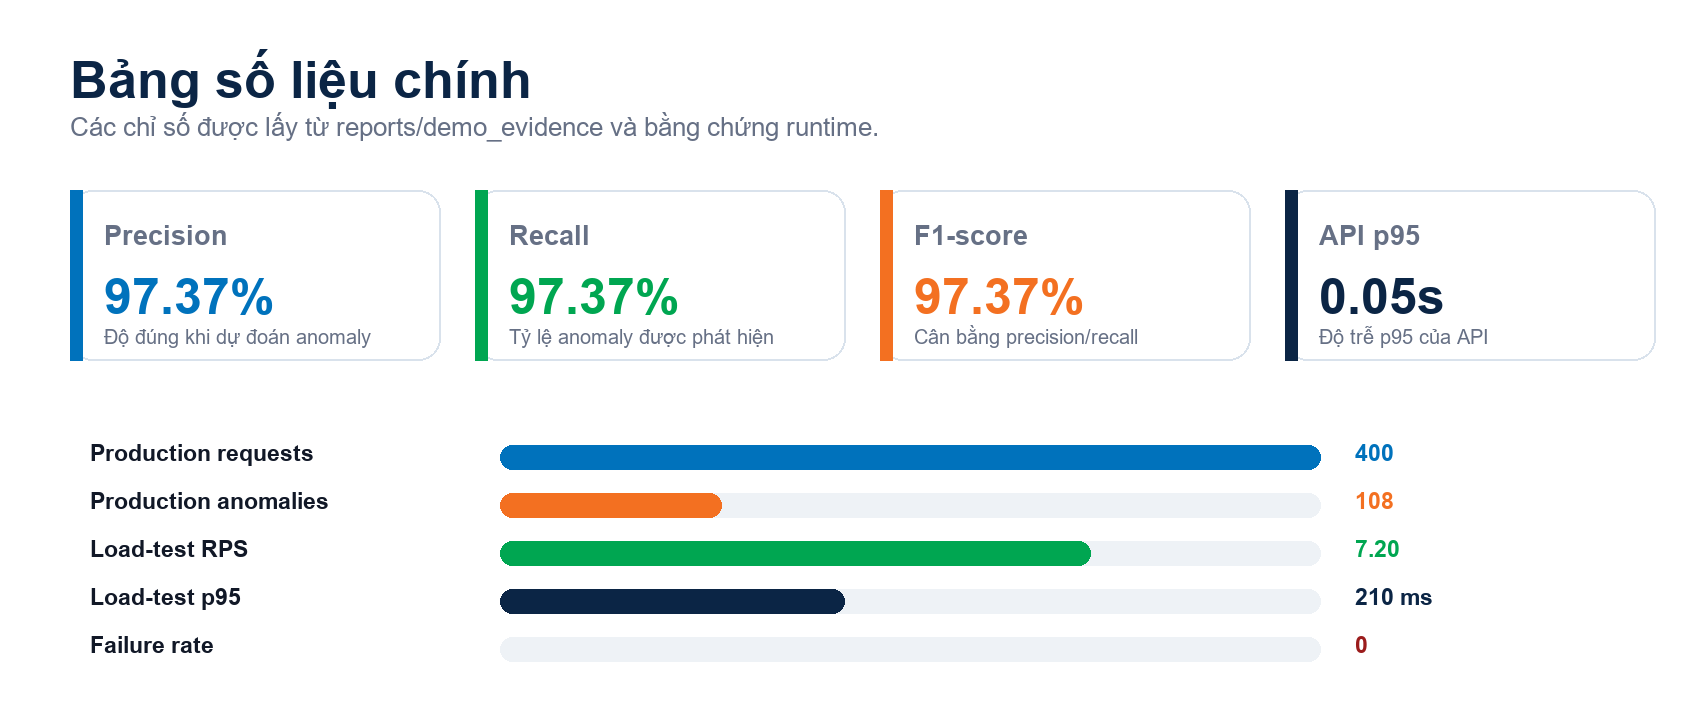 Bảng số liệu chính
Các chỉ số được lấy từ reports/demo_evidence và bằng chứng runtime.
Precision
97.37%
Độ đúng khi dự đoán anomaly
Recall
97.37%
Tỷ lệ anomaly được phát hiện
F1-score
97.37%
Cân bằng precision/recall
API p95
0.05s
Độ trễ p95 của API
Production requests 400
Production anomalies 108
Load-test RPS 7.20
Load-test p95 210 ms
Failure rate 0